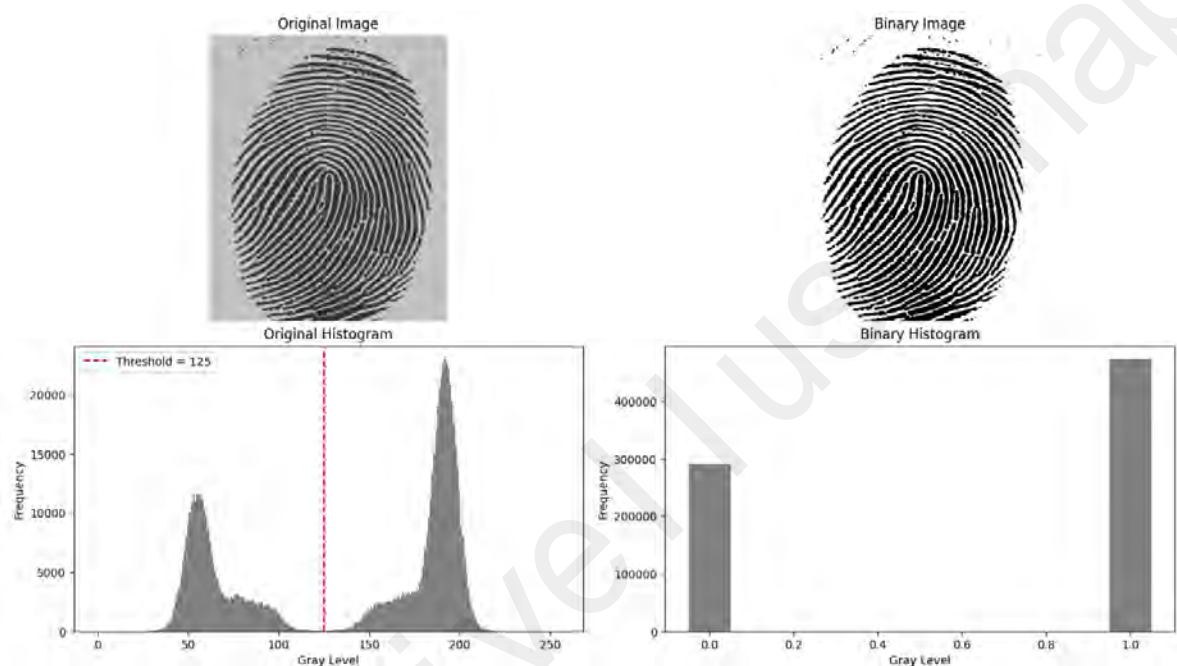 Original Image
Binary Image
Original Histogram
Threshold = 125
Frequency
20000
15000
10000
5000
0
0
50
100
150
200
250
Gray Level
Binary Histogram
Frequency
400000
300000
200000
100000
0
0.0
0.2
0.4
0.6
0.8
1.0
Gray Level